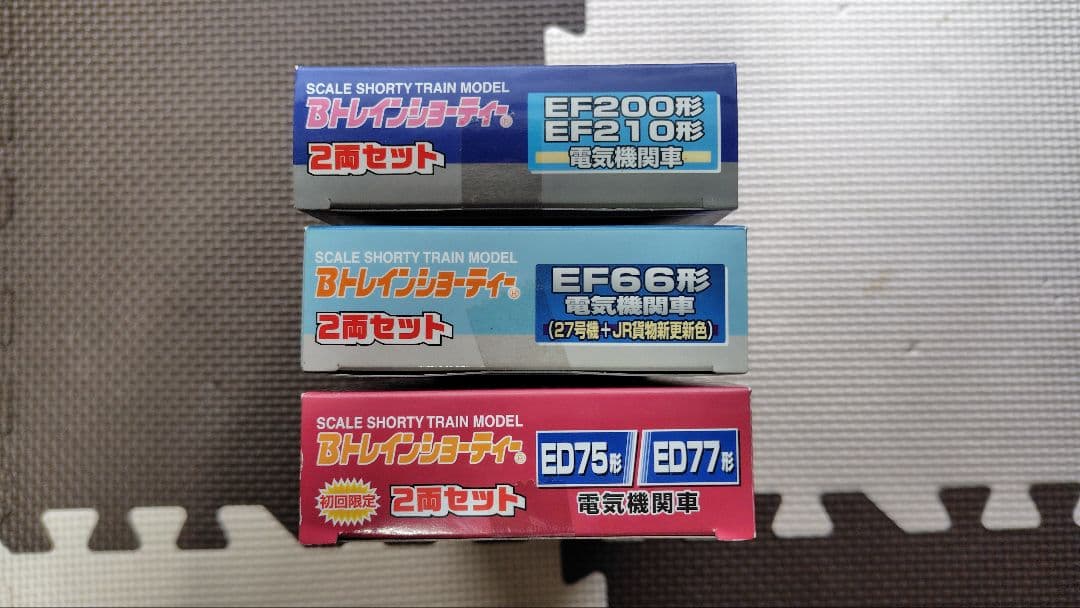 SCALE SHORTY TRAIN MODEL
Bトレインショーティー
2両セット
EF200形
EF210形
電気機関車
SCALE SHORTY TRAIN MODEL
Bトレインショーティー
2両セット
EF66形
電気機関車
(27号機+JR貨物新更新色)
SCALE SHORTY TRAIN MODEL
Bトレインショーティー
初回限定
2両セット
ED75形 ED77形
電気機関車